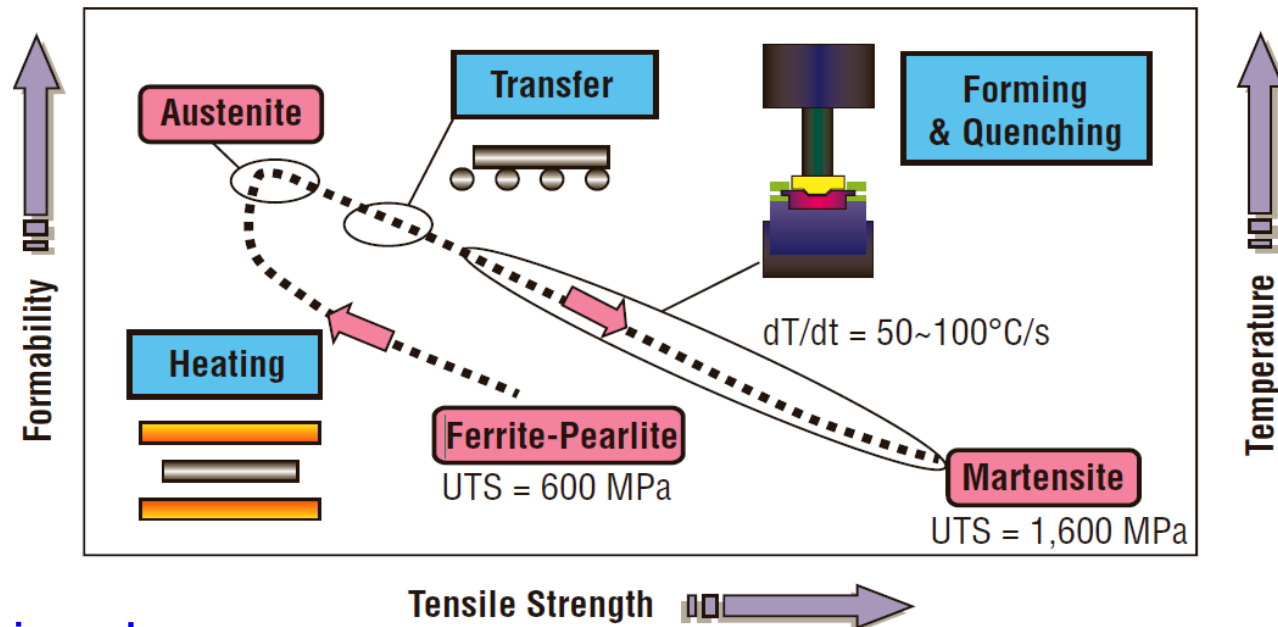 Austenite
Transfer
Forming
& Quenching
Heating
dT/dt = 50~100°C/s
Ferrite-Pearlite
UTS = 600 MPa
Martensite
UTS = 1,600 MPa
Formability
Temperature
Tensile Strength